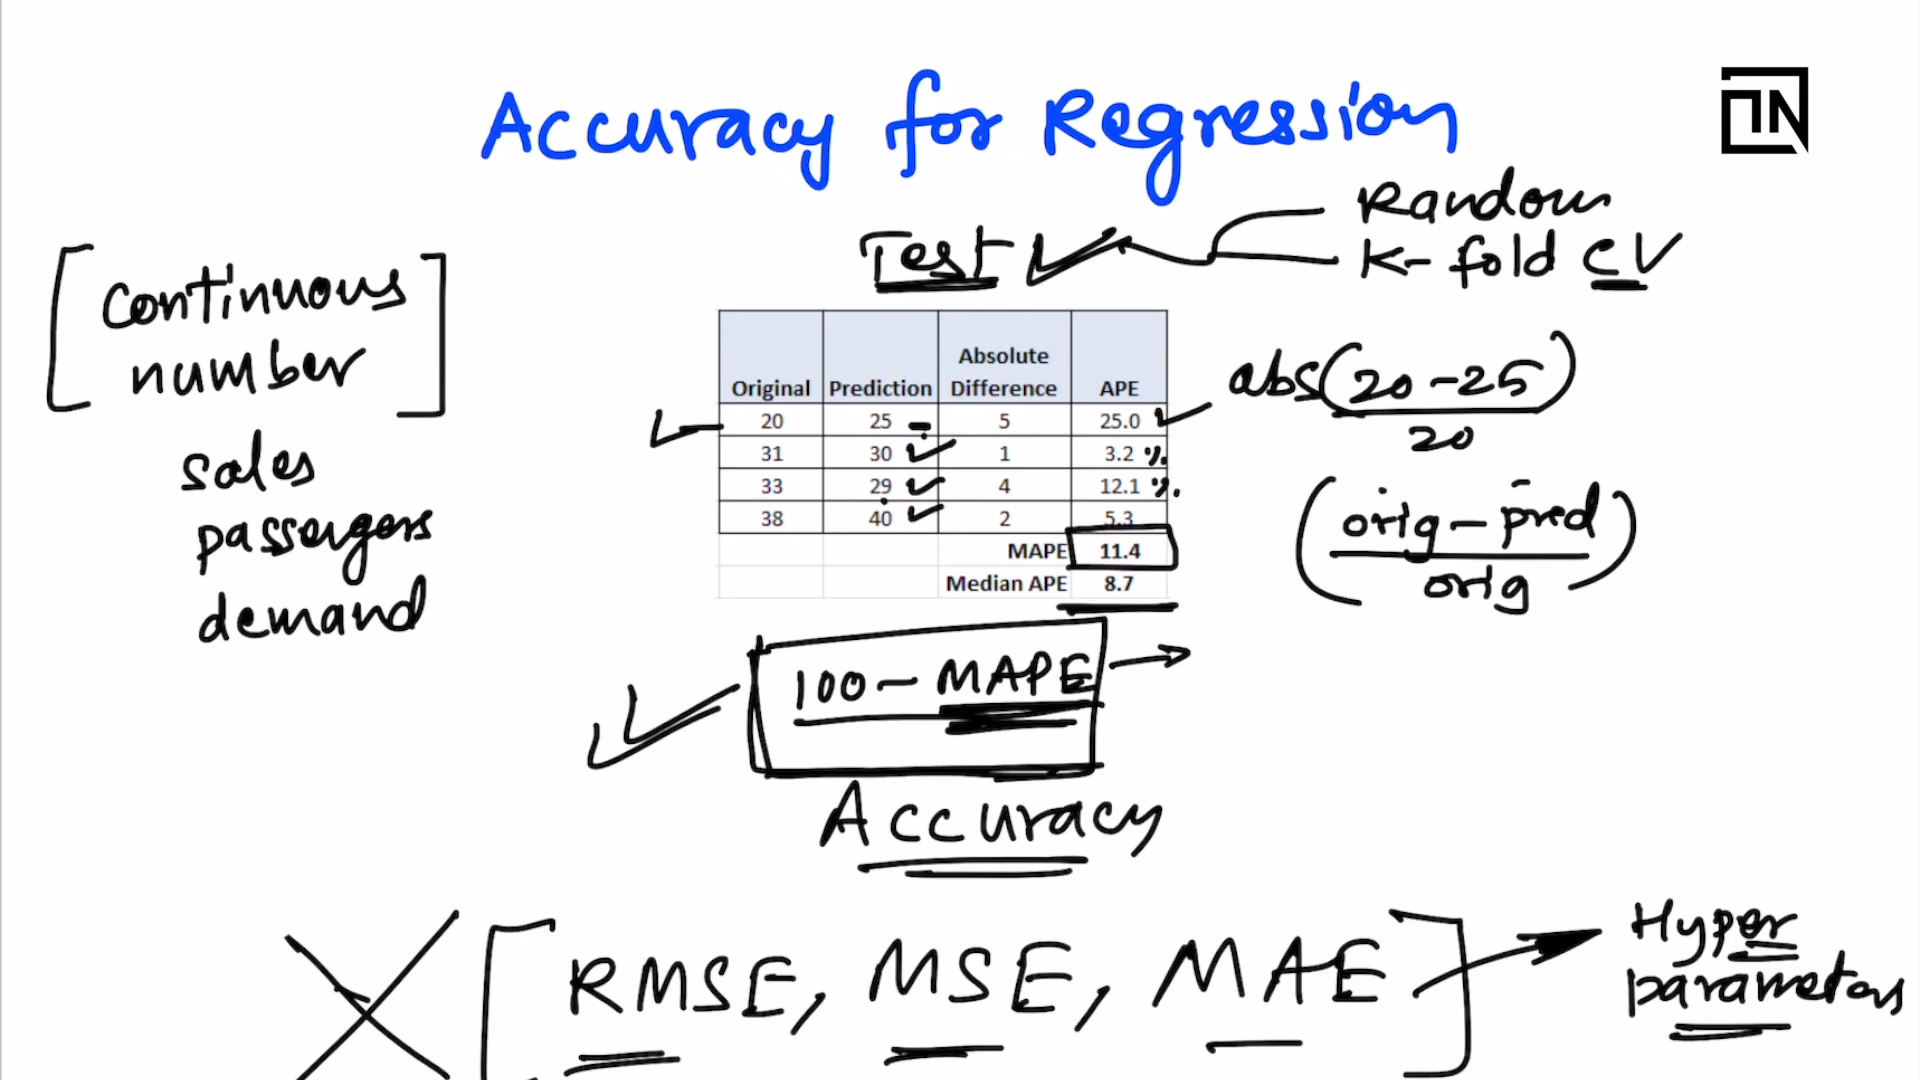 Accuracy for Regression
Random
Test
K-fold CV
[continuous
number]
sales
passengers
demand
Original Prediction Absolute Difference APE
20 25 5 25.0
31 30 1 3.2 %
33 29 4 12.1 %
38 40 2 5.3
MAPE 11.4
Median APE 8.7
abs(20-25)
20
(orig-pred)
orig
100-MAPE
Accuracy
[RMSE, MSE, MAE]
Hyper
parameters